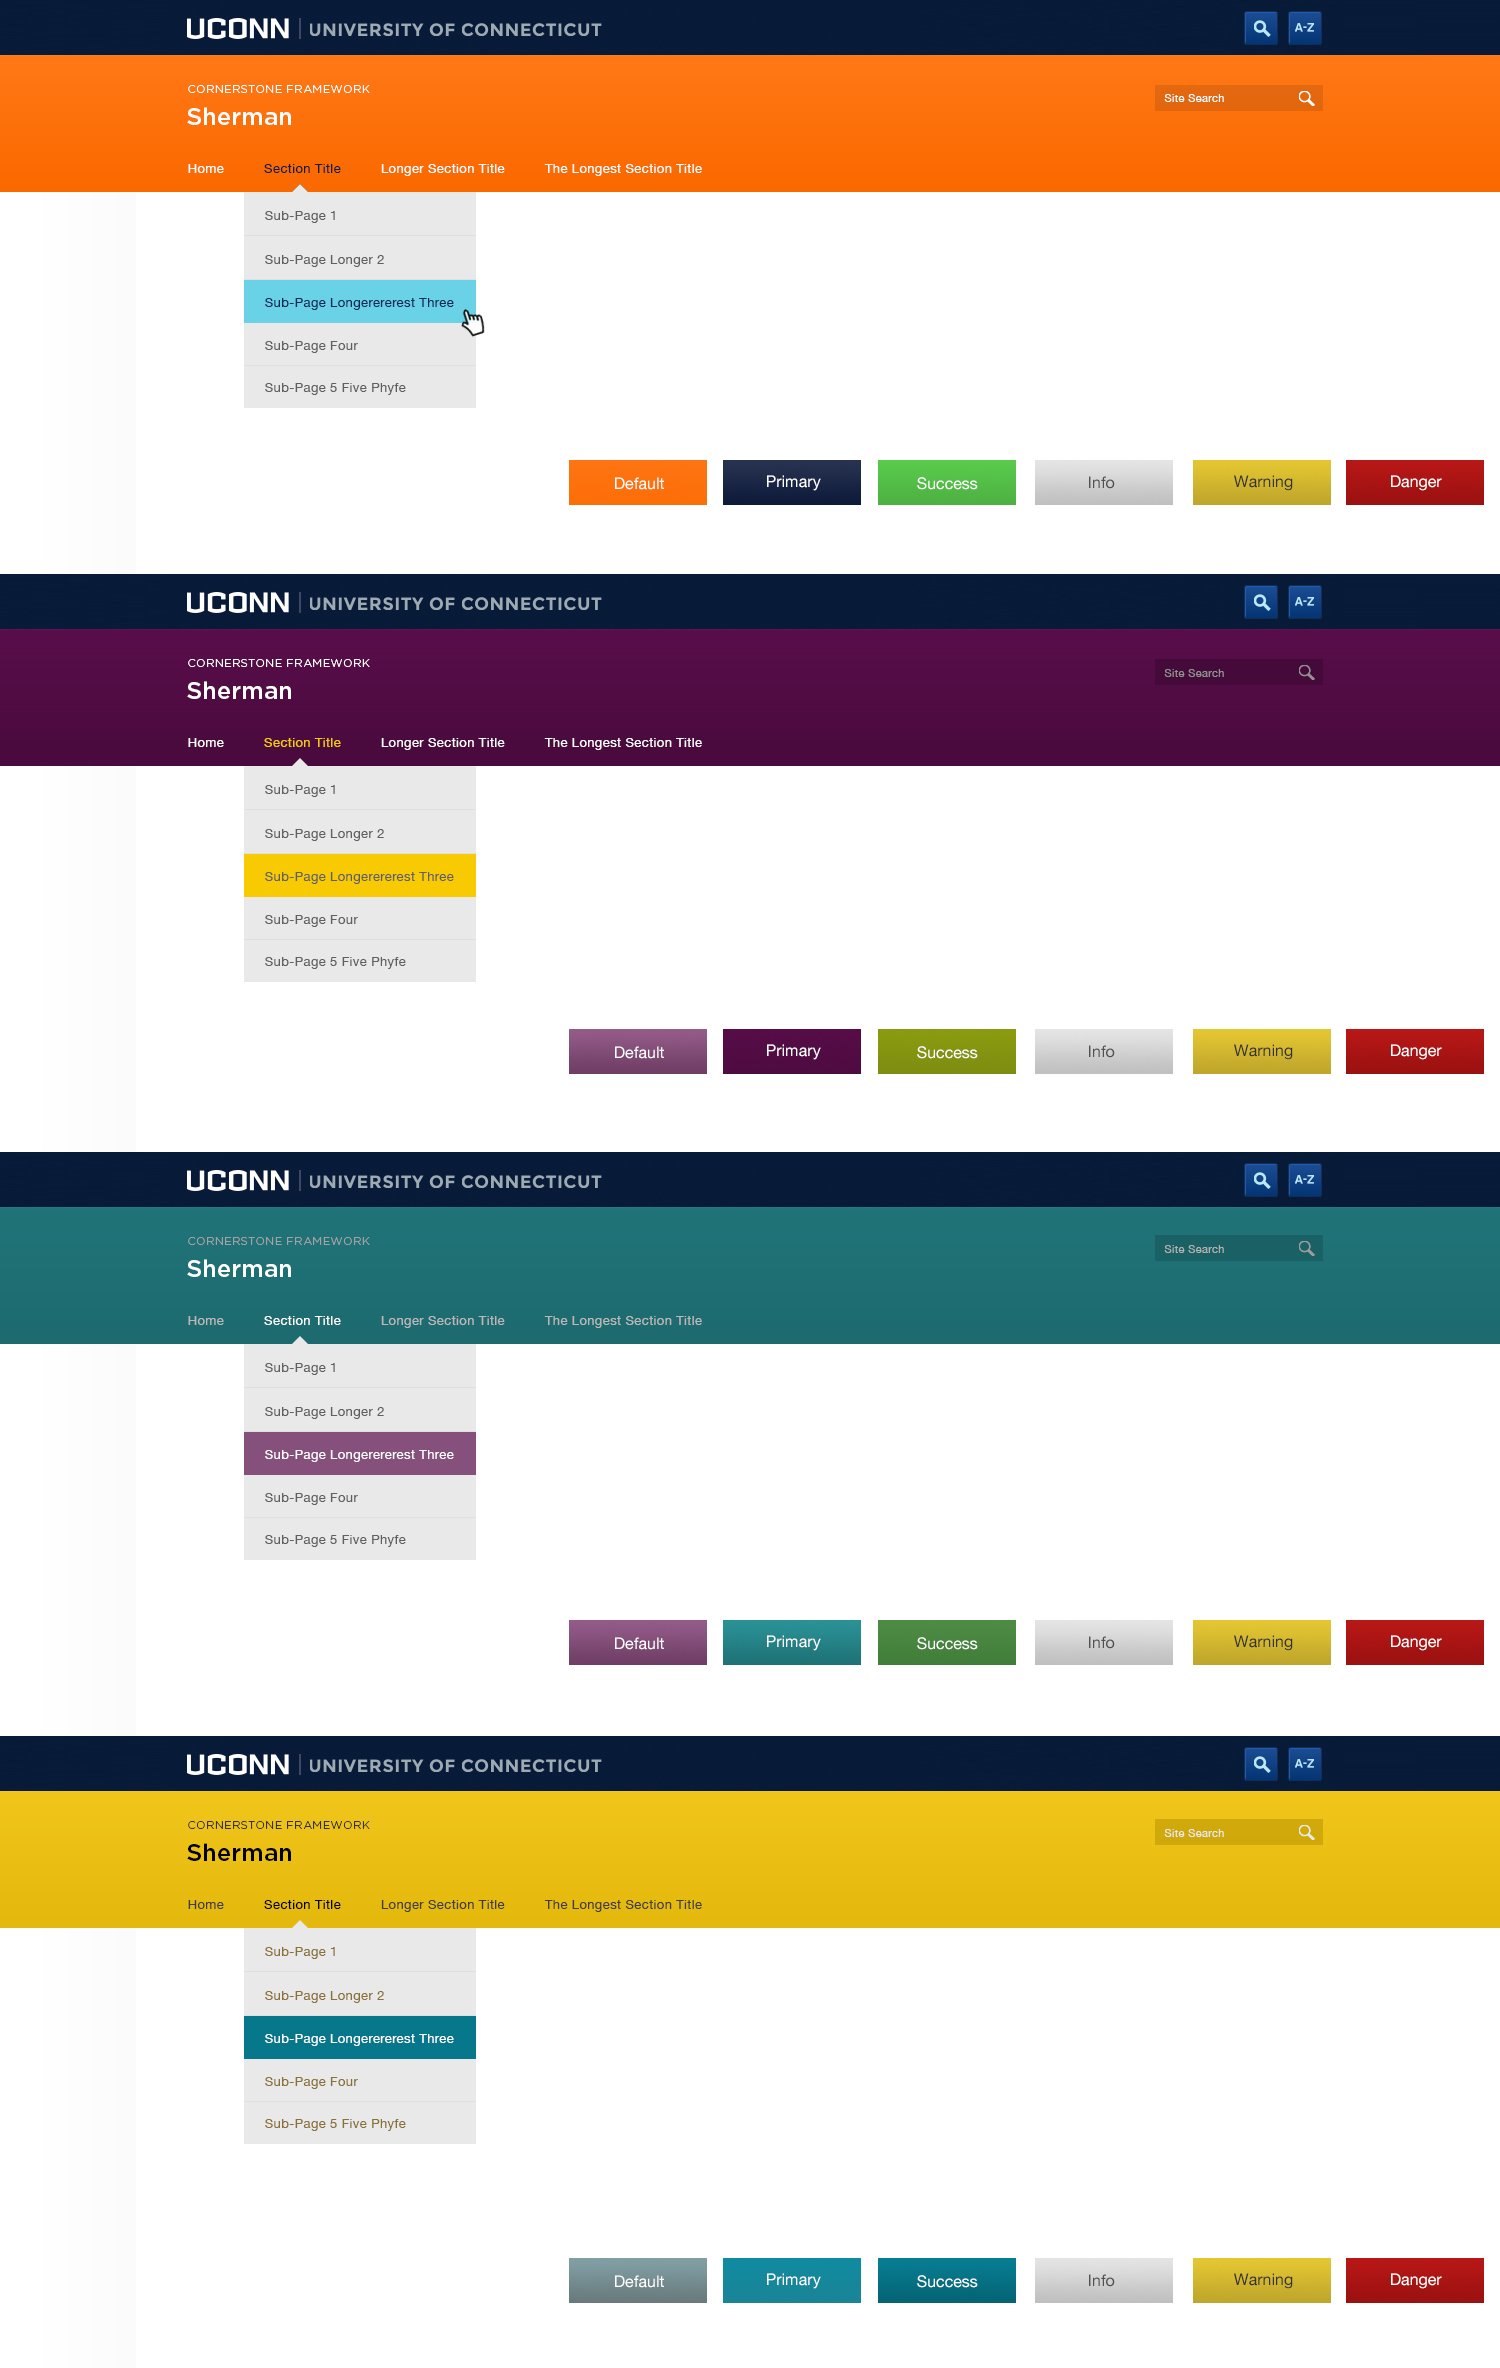 UCONN | UNIVERSITY OF CONNECTICUT
A-Z
CORNERSTONE FRAMEWORK
Sherman
Site Search
Home Section Title Longer Section Title The Longest Section Title
Sub-Page 1
Sub-Page Longer 2
Sub-Page Longerererest Three
Sub-Page Four
Sub-Page 5 Five Phyfe
Default Primary Success Info Warning Danger
UCONN | UNIVERSITY OF CONNECTICUT
A-Z
CORNERSTONE FRAMEWORK
Sherman
Site Search
Home Section Title Longer Section Title The Longest Section Title
Sub-Page 1
Sub-Page Longer 2
Sub-Page Longerererest Three
Sub-Page Four
Sub-Page 5 Five Phyfe
Default Primary Success Info Warning Danger
UCONN | UNIVERSITY OF CONNECTICUT
A-Z
CORNERSTONE FRAMEWORK
Sherman
Site Search
Home Section Title Longer Section Title The Longest Section Title
Sub-Page 1
Sub-Page Longer 2
Sub-Page Longerererest Three
Sub-Page Four
Sub-Page 5 Five Phyfe
Default Primary Success Info Warning Danger
UCONN | UNIVERSITY OF CONNECTICUT
A-Z
CORNERSTONE FRAMEWORK
Sherman
Site Search
Home Section Title Longer Section Title The Longest Section Title
Sub-Page 1
Sub-Page Longer 2
Sub-Page Longerererest Three
Sub-Page Four
Sub-Page 5 Five Phyfe
Default Primary Success Info Warning Danger